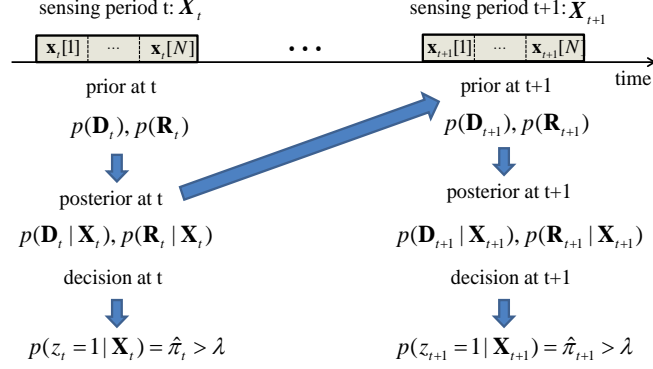 sensing period t: X_t sensing period t+1: X_{t+1}
x_t[1] ... x_t[N] ... x_{t+1}[1] ... x_{t+1}[N]
time
prior at t prior at t+1
p(D_t), p(R_t) p(D_{t+1}), p(R_{t+1})
posterior at t posterior at t+1
p(D_t | X_t), p(R_t | X_t) p(D_{t+1} | X_{t+1}), p(R_{t+1} | X_{t+1})
decision at t decision at t+1
p(z_t = 1 | X_t) = π̂_t > λ p(z_{t+1} = 1 | X_{t+1}) = π̂_{t+1} > λ